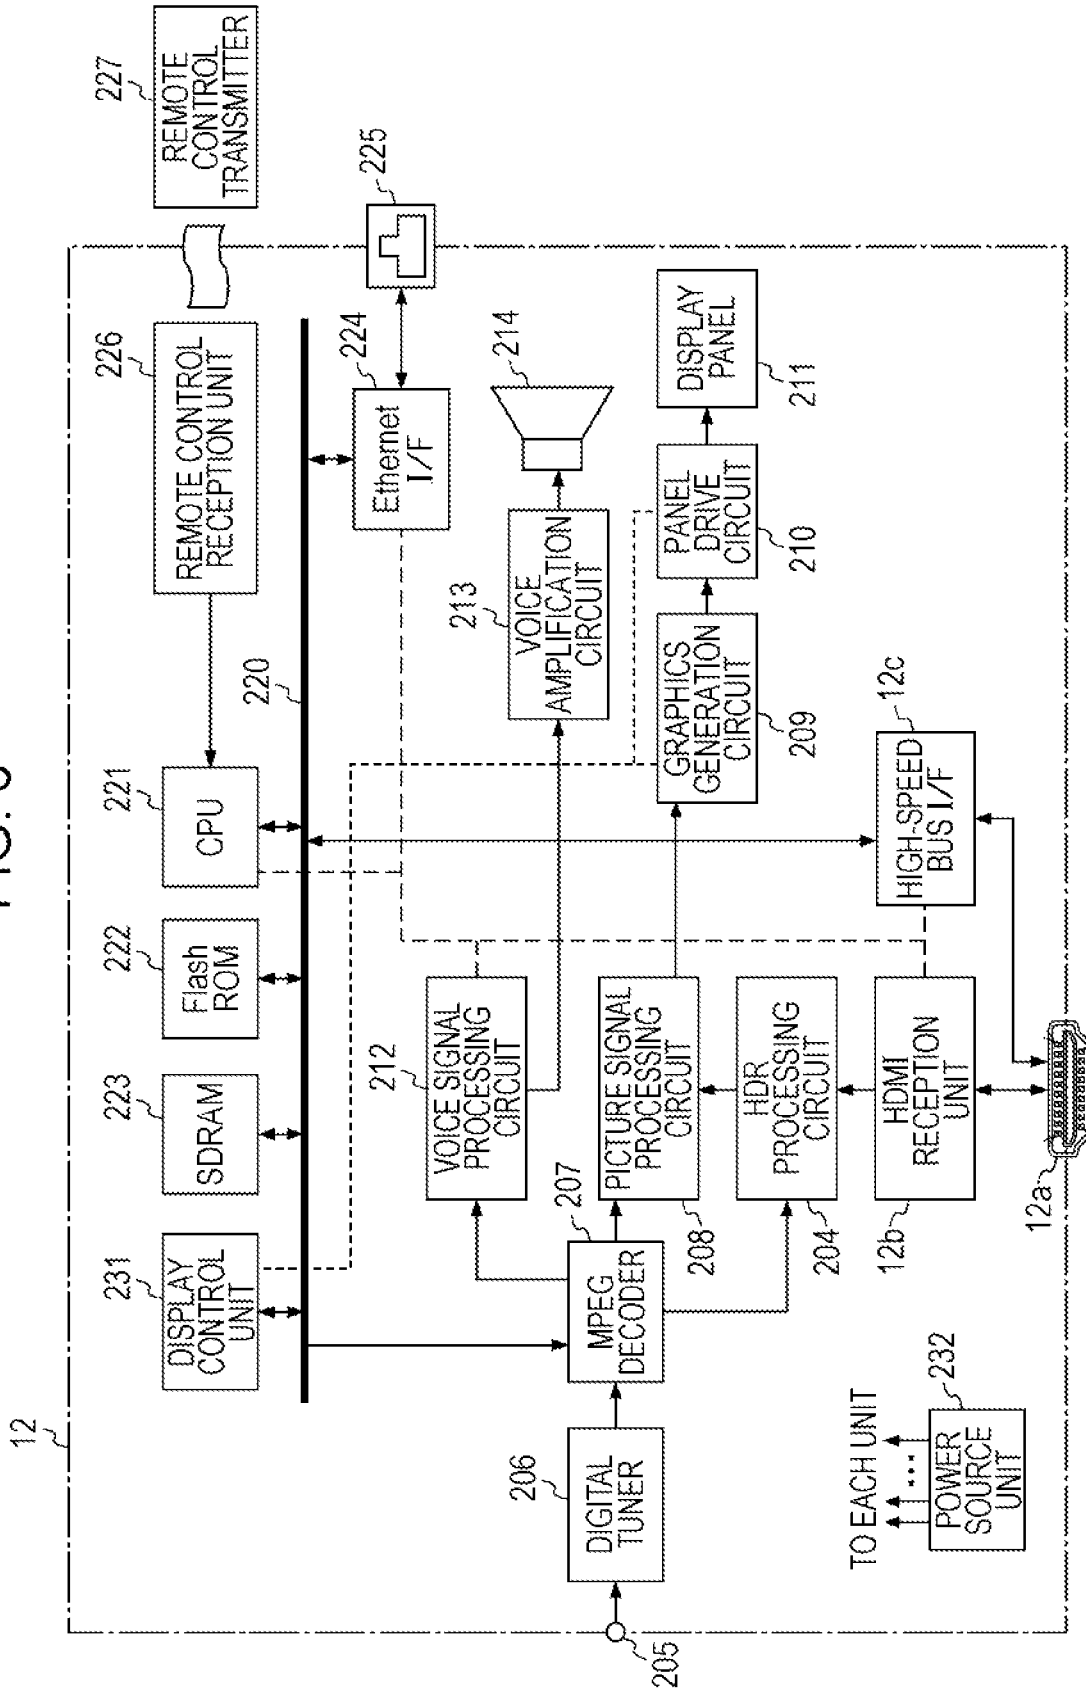 12
231
DISPLAY
CONTROL
UNIT
223
SDRAM
222
Flash
ROM
221
CPU
226
REMOTE CONTROL
RECEPTION UNIT
227
REMOTE
CONTROL
TRANSMITTER
220
224
Ethernet
I/F
225
212
VOICE SIGNAL
PROCESSING
CIRCUIT
213
VOICE
AMPLIFICATION
CIRCUIT
214
205
206
DIGITAL
TUNER
207
MPEG
DECODER
PICTURE SIGNAL
PROCESSING
CIRCUIT
208
GRAPHICS
GENERATION
CIRCUIT
209
PANEL
DRIVE
CIRCUIT
210
DISPLAY
PANEL
211
HDR
PROCESSING
CIRCUIT
204
TO EACH UNIT
POWER
SOURCE
UNIT
232
HDMI
RECEPTION
UNIT
12b
HIGH-SPEED
BUS I/F
12c
12a